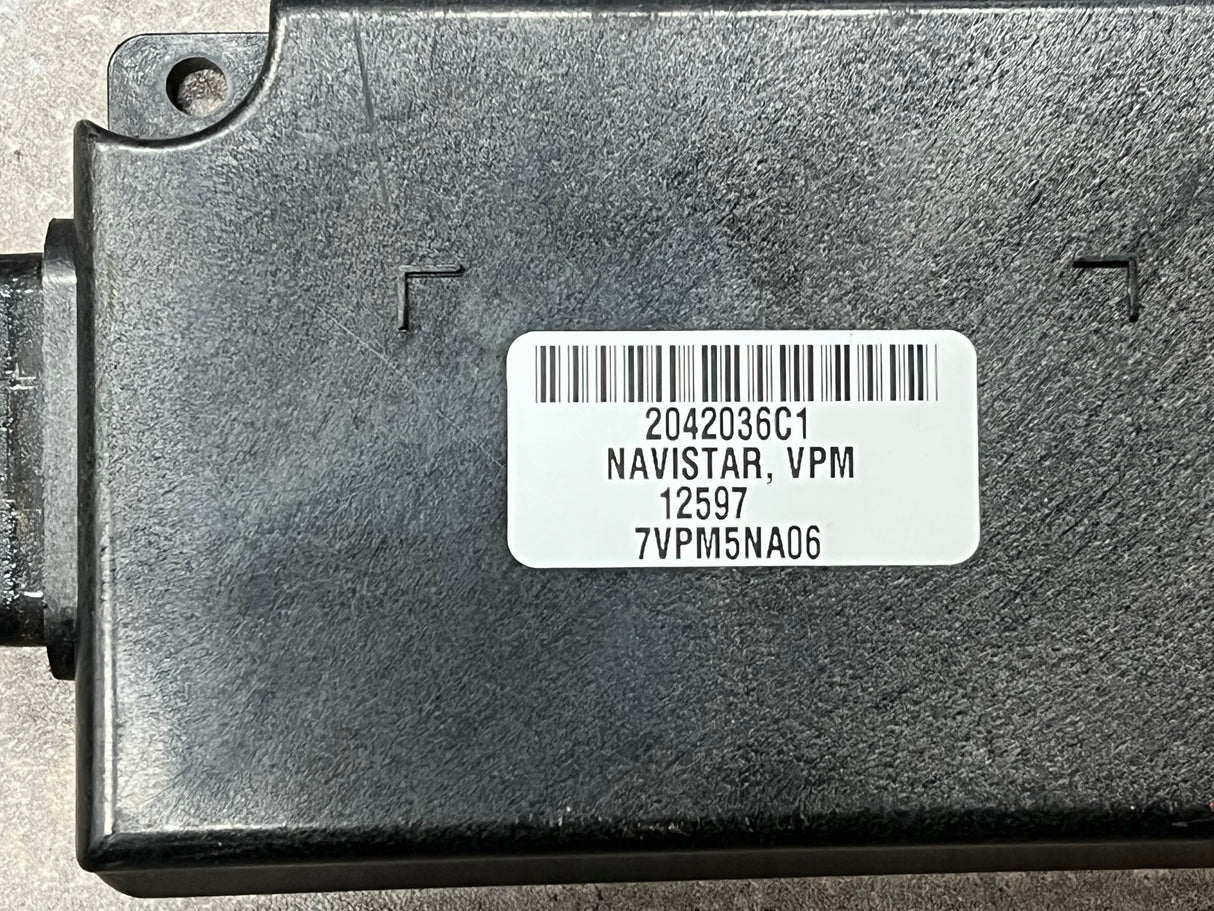 2042036C1
NAVISTAR, VPM
12597
7VPM5NA06